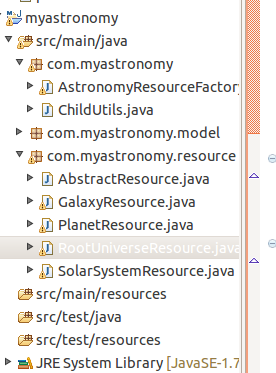 myastronomy
src/main/java
com.myastronomy
AstronomyResourceFactory
ChildUtils.java
com.myastronomy.model
com.myastronomy.resource
AbstractResource.java
GalaxyResource.java
PlanetResource.java
RootUniverseResource.java
SolarSystemResource.java
src/main/resources
src/test/java
src/test/resources
JRE System Library [JavaSE-1.7